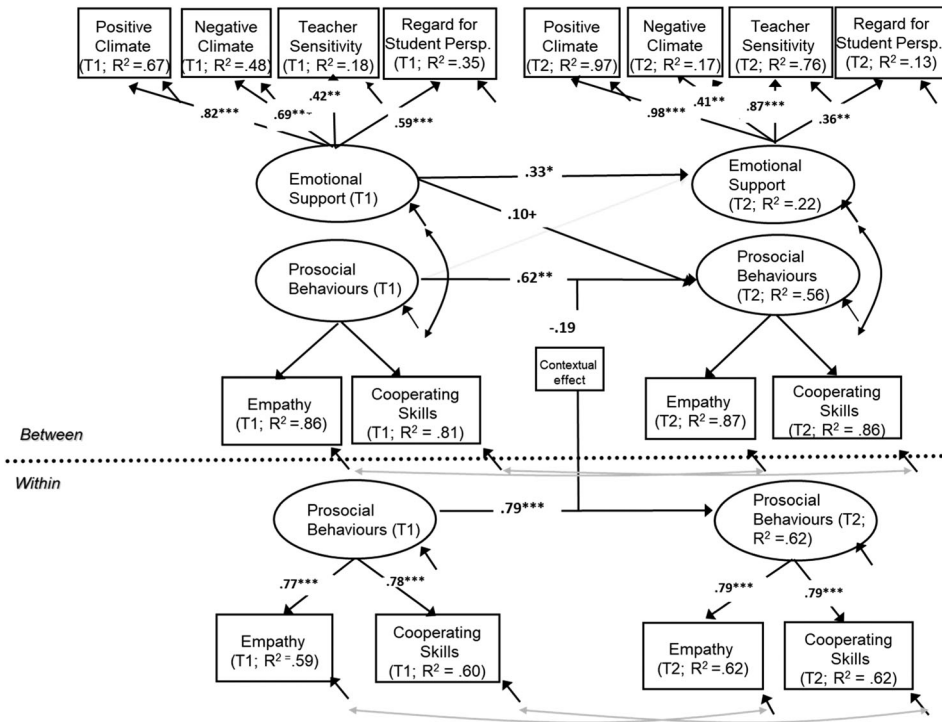 Positive
Climate
(T1; R² =.67)
Negative
Climate
(T1; R² =.48)
Teacher
Sensitivity
(T1; R² =.18)
Regard for
Student Persp.
(T1; R² =.35)
Positive
Climate
(T2; R² =.97)
Negative
Climate
(T2; R² =.17)
Teacher
Sensitivity
(T2; R² =.76)
Regard for
Student Persp.
(T2; R² =.13)
.82***
.69***
.42**
.59***
.98***
.41**
.87***
.36**
Emotional
Support (T1)
.33*
Emotional
Support
(T2; R² =.22)
.10+
Prosocial
Behaviours (T1)
.62**
Prosocial
Behaviours
(T2; R² =.56)
-.19
Contextual
effect
Empathy
(T1; R² =.86)
Cooperating
Skills
(T1; R² =.81)
Empathy
(T2; R² =.87)
Cooperating
Skills
(T2; R² =.86)
Between
Within
Prosocial
Behaviours (T1)
.79***
Prosocial
Behaviours (T2;
R² =.62)
.77***
.78***
.79***
.79***
Empathy
(T1; R² =.59)
Cooperating
Skills
(T1; R² = .60)
Empathy
(T2; R² =.62)
Cooperating
Skills
(T2; R² = .62)